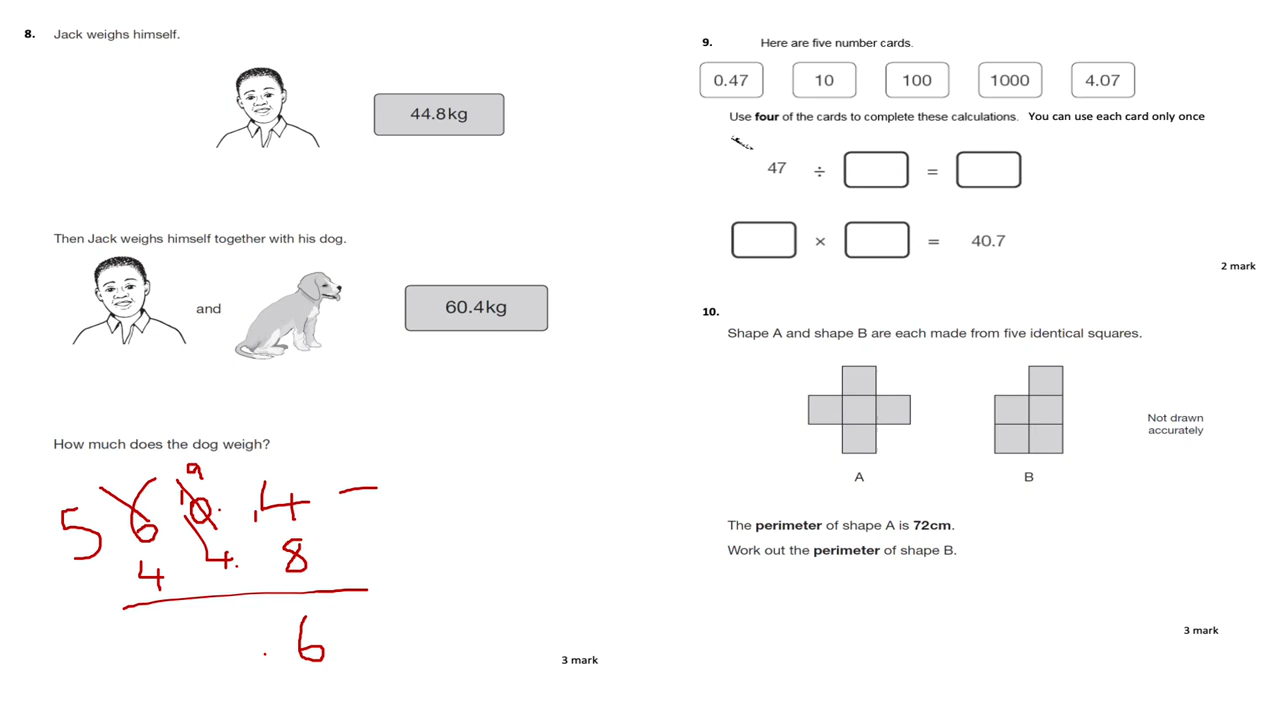 8. Jack weighs himself.
44.8kg
Then Jack weighs himself together with his dog.
and
60.4kg
How much does the dog weigh?
9
5 6 10 . 14 −
4 4 . 8
. 6
3 mark
9. Here are five number cards.
0.47 10 100 1000 4.07
Use four of the cards to complete these calculations. You can use each card only once
47 ÷ =
× = 40.7
2 mark
10.
Shape A and shape B are each made from five identical squares.
Not drawn
accurately
A B
The perimeter of shape A is 72cm.
Work out the perimeter of shape B.
3 mark